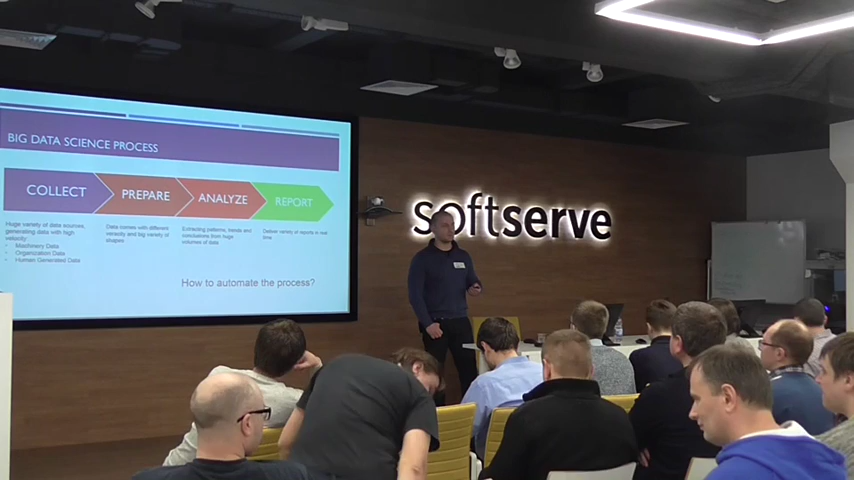 BIG DATA SCIENCE PROCESS
COLLECT
PREPARE
ANALYZE
REPORT
Huge variety of data sources,
generating data with high
velocity:
• Machinery Data
• Organization Data
• Human Generated Data
Data comes with different
veracity and big variety of
shapes
Extracting patterns, trends and
conclusions from huge
volumes of data
Deliver variety of reports in real
time
How to automate the process?
softserve